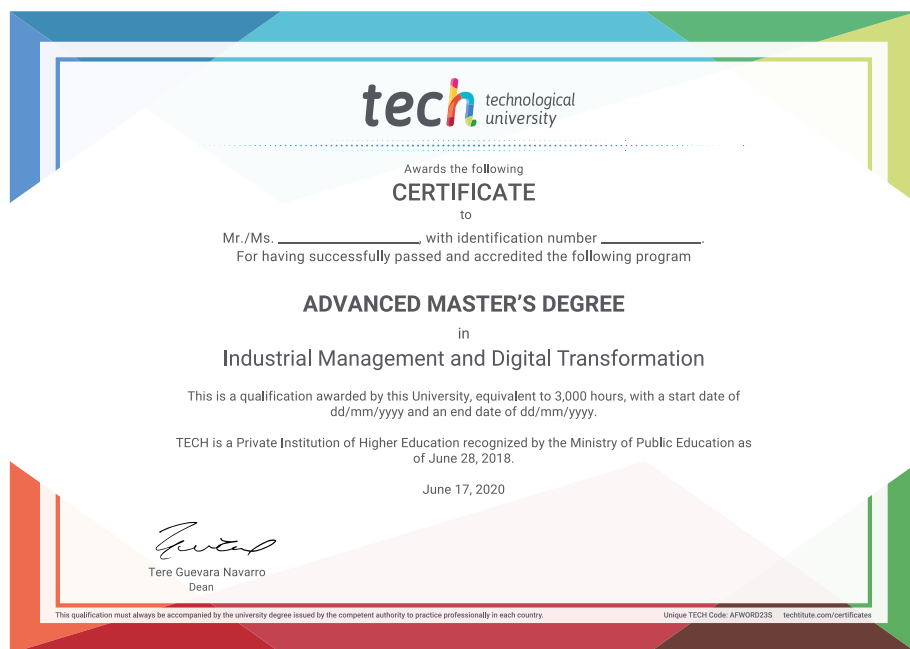 tech technological
university
Awards the following
CERTIFICATE
to
Mr./Ms. ____________________, with identification number ______________.
For having successfully passed and accredited the following program
ADVANCED MASTER'S DEGREE
in
Industrial Management and Digital Transformation
This is a qualification awarded by this University, equivalent to 3,000 hours, with a start date of
dd/mm/yyyy and an end date of dd/mm/yyyy.
TECH is a Private Institution of Higher Education recognized by the Ministry of Public Education as
of June 28, 2018.
June 17, 2020
Tere Guevara Navarro
Dean
This qualification must always be accompanied by the university degree issued by the competent authority to practice professionally in each country.
Unique TECH Code: AFWORD23S techtitute.com/certificates